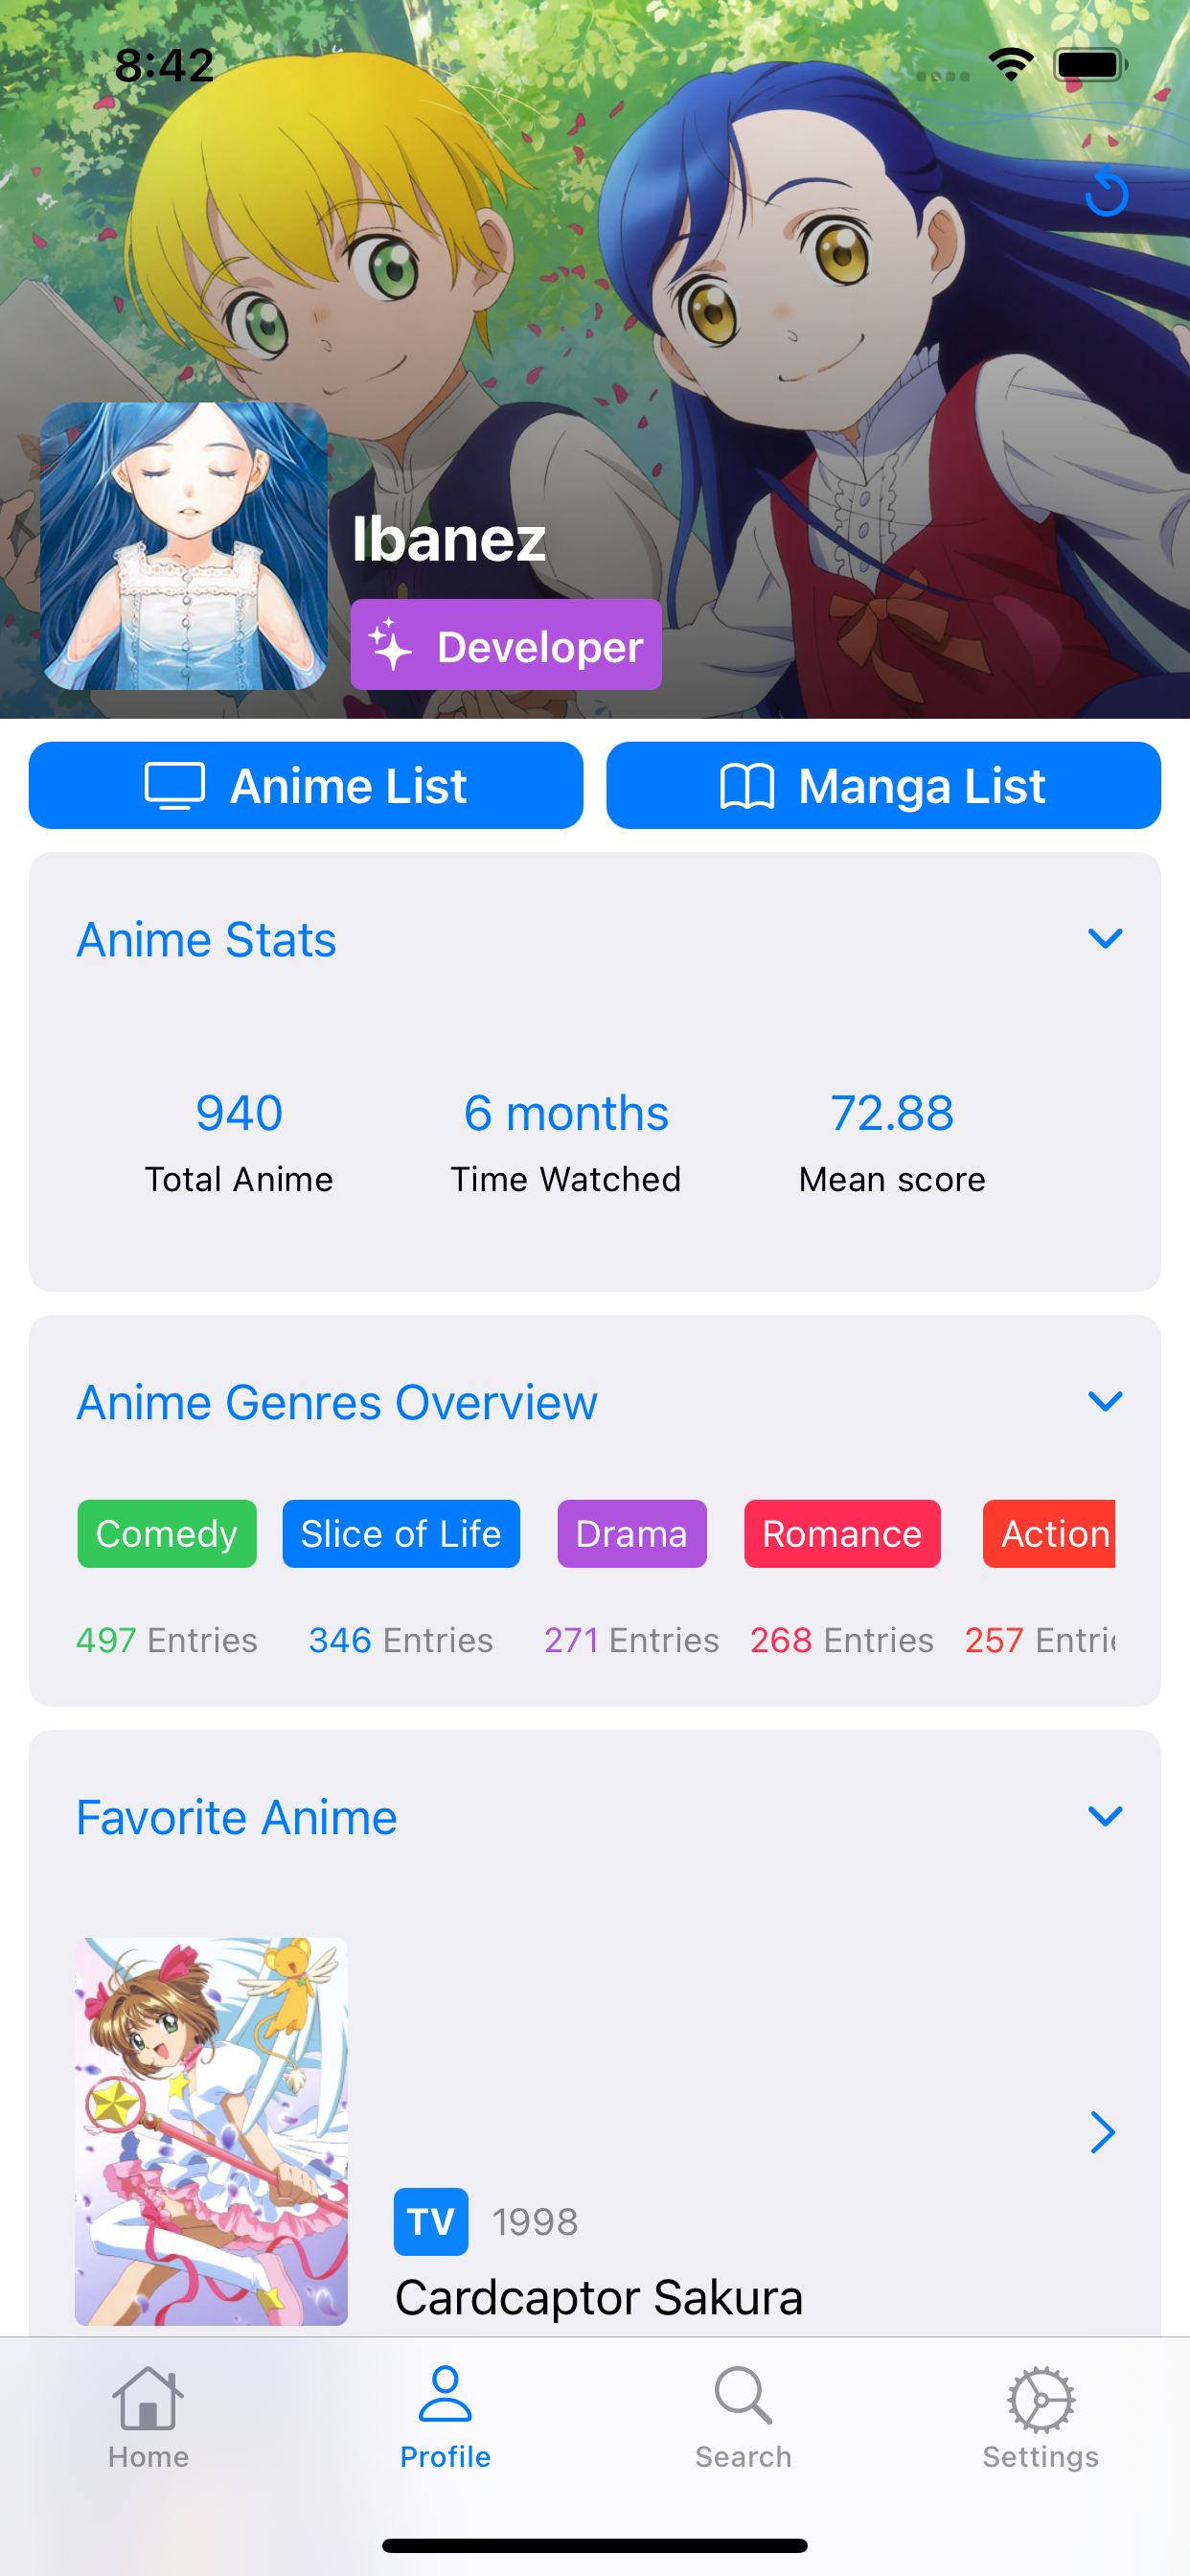 8:42
Ibanez
Developer
Anime List
Manga List
Anime Stats
940
6 months
72.88
Total Anime
Time Watched
Mean score
Anime Genres Overview
Comedy
Slice of Life
Drama
Romance
Action
497 Entries
346 Entries
271 Entries
268 Entries
257
Favorite Anime
TV 1998
Cardcaptor Sakura
Home
Profile
Search
Settings